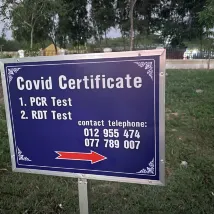 Covid Certificate
1. PCR Test
2. RDT Test
contact telephone:
012 955 474
077 789 007